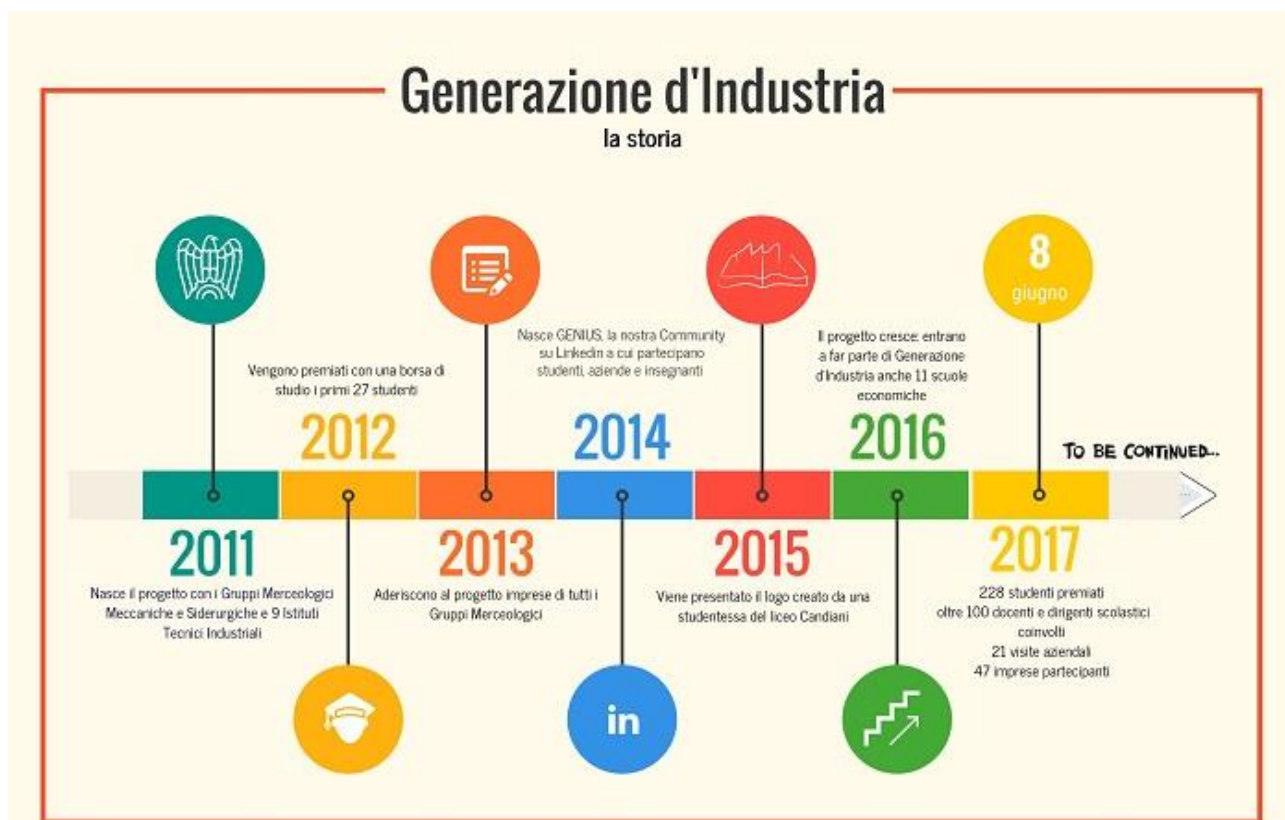 Generazione d'Industria
la storia
8
giugno
Nasce GENIUS, la nostra Community
su Linkedin a cui partecipano
studenti, aziende e insegnanti
Il progetto cresce: entrano
a far parte di Generazione
d'Industria anche 11 scuole
economiche
Vengono premiati con una borsa di
studio i primi 27 studenti
2012
2014
2016
TO BE CONTINUED...
2011
Nasce il progetto con i Gruppi Merceologici
Meccaniche e Siderurgiche e 9 Istituti
Tecnici Industriali
2013
Aderiscono al progetto imprese di tutti i
Gruppi Merceologici
2015
Viene presentato il logo creato da una
studentessa del liceo Candiani
2017
228 studenti premiati
oltre 100 docenti e dirigenti scolastici
coinvolti
21 visite aziendali
47 imprese partecipanti
in